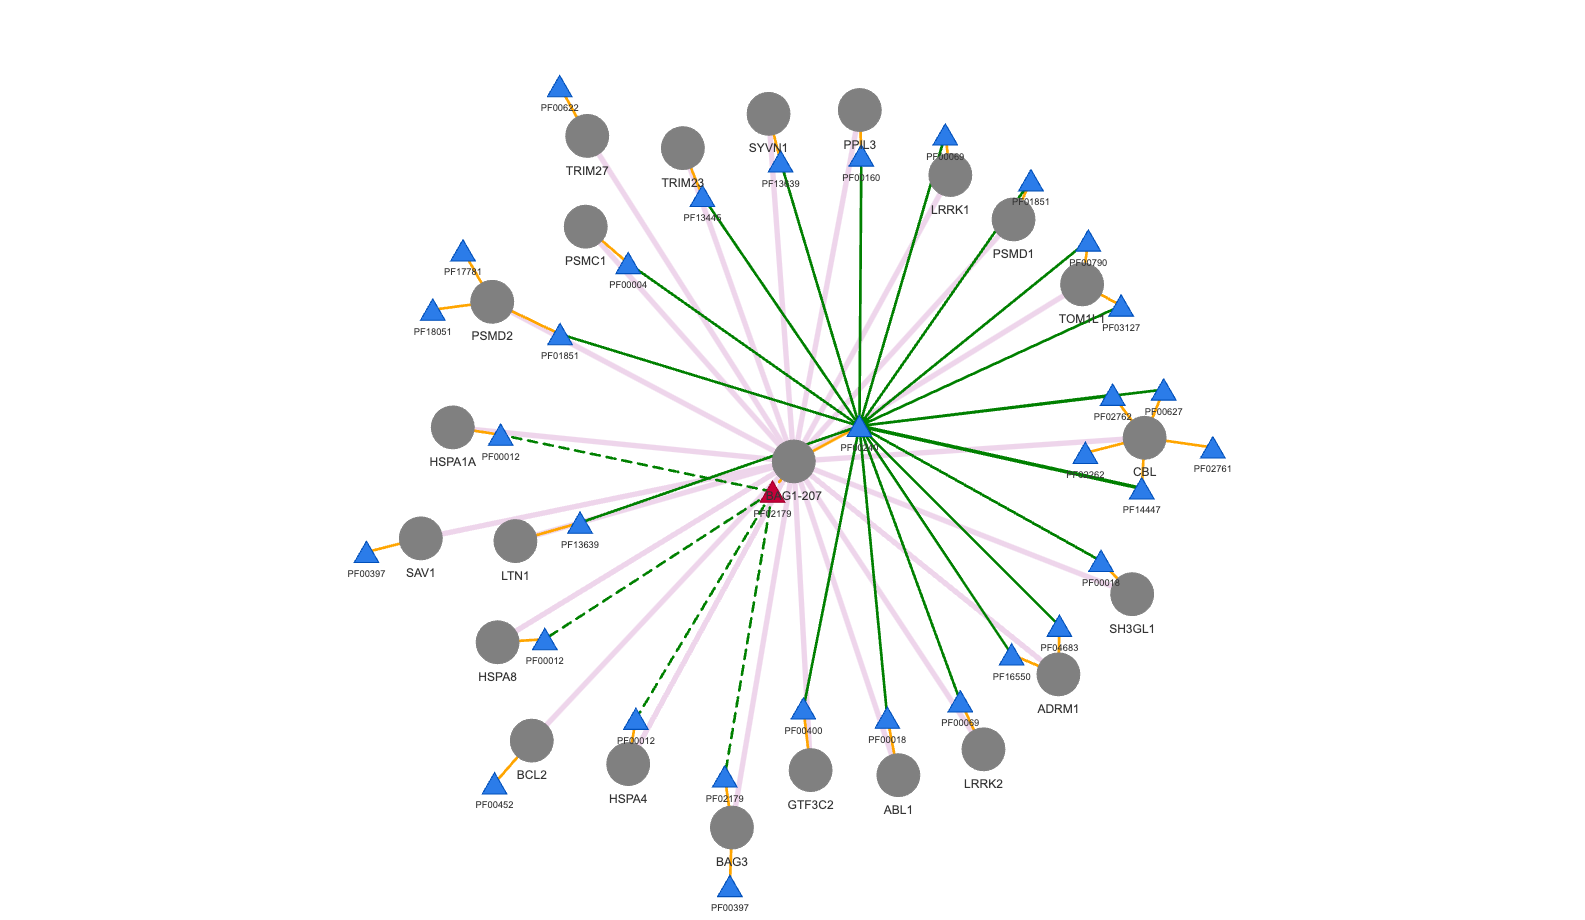 PF00622
TRIM27
SYVN1
PPIL3
PF00069
TRIM23
PF13639
PF00160
LRRK1
PF01851
PF13445
PSMD1
PSMC1
PF00004
PF00790
TOM1L1
PF03127
PF17781
PF18051
PSMD2
PF01851
PF02762
PF00627
HSPA1A
PF00012
PF00240
PF02262
CBL
PF02761
BAG1-207
PF02179
PF14447
PF00397
SAV1
LTN1
PF13639
PF00018
SH3GL1
HSPA8
PF00012
PF04683
PF16550
ADRM1
BCL2
PF00452
PF00012
HSPA4
PF00400
PF00018
PF00069
GTF3C2
ABL1
LRRK2
PF02179
BAG3
PF00397